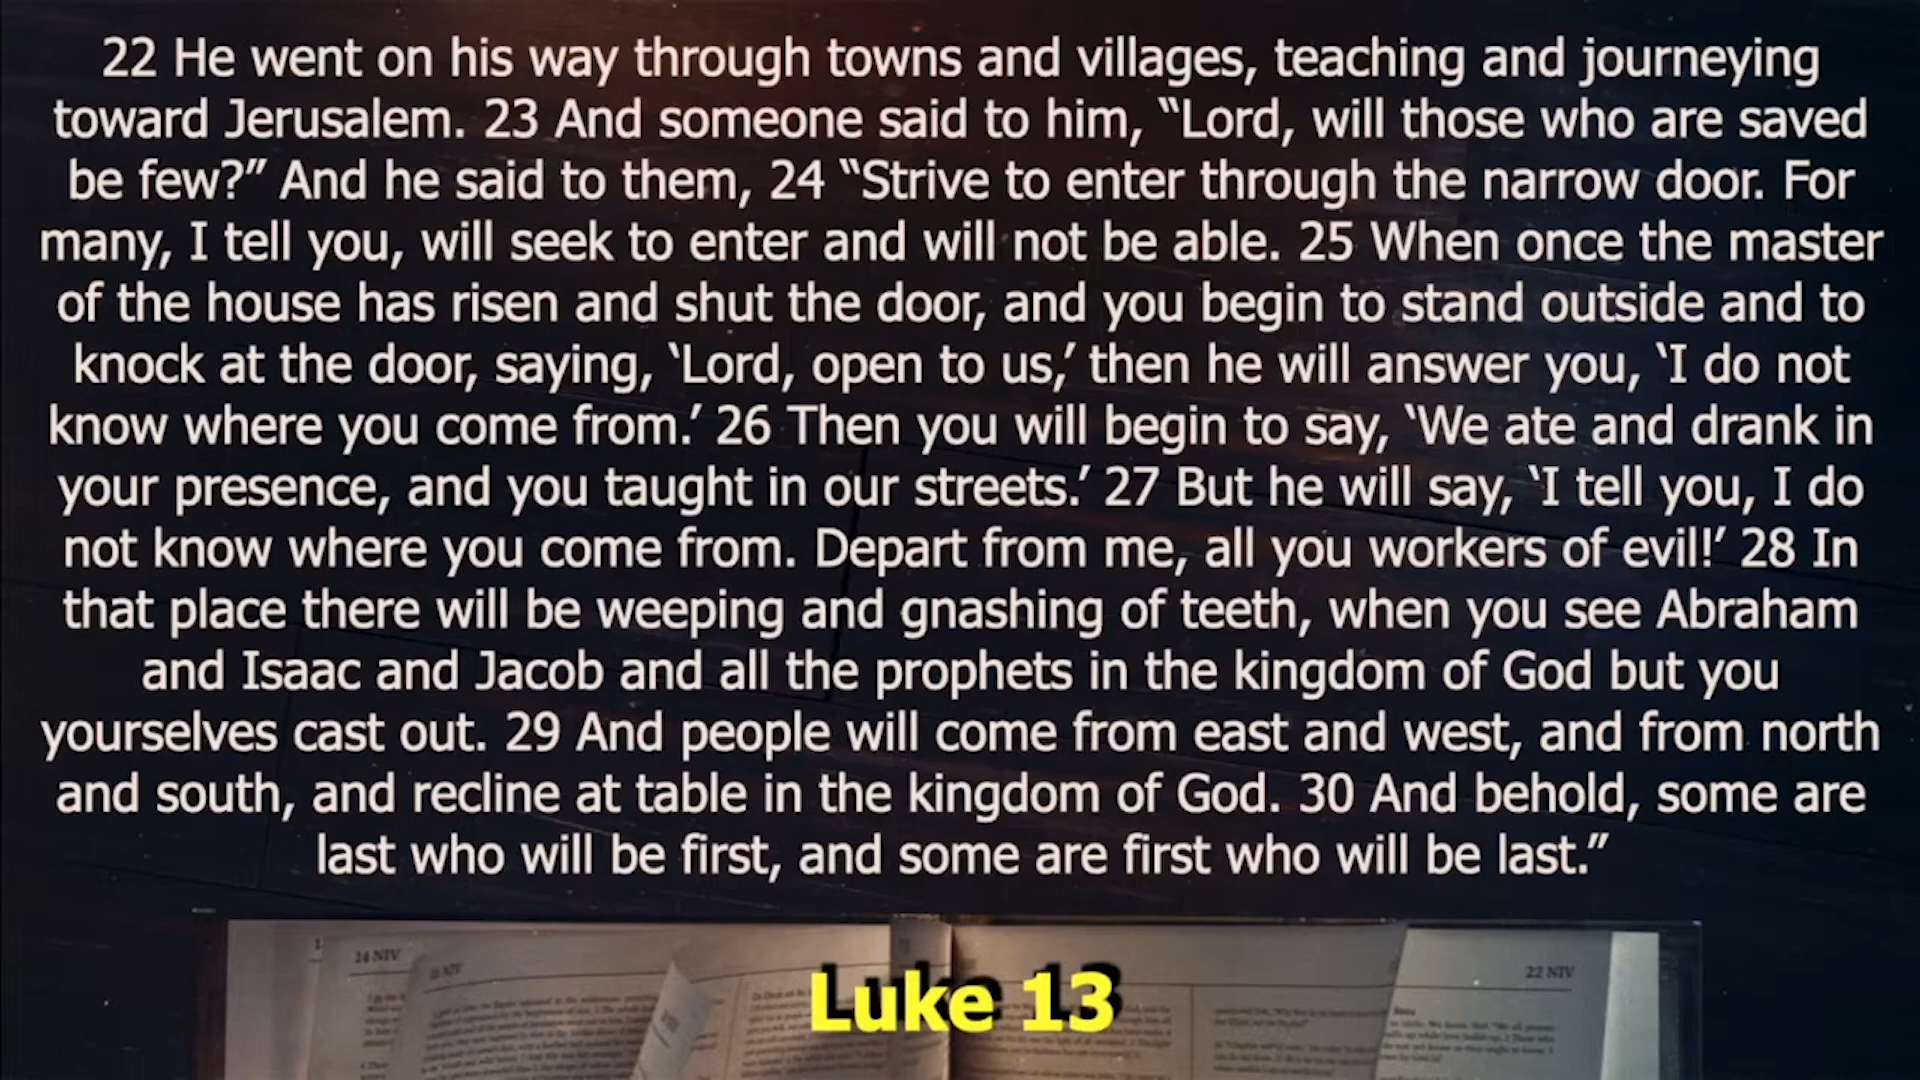 22 He went on his way through towns and villages, teaching and journeying
toward Jerusalem. 23 And someone said to him, “Lord, will those who are saved
be few?” And he said to them, 24 “Strive to enter through the narrow door. For
many, I tell you, will seek to enter and will not be able. 25 When once the master
of the house has risen and shut the door, and you begin to stand outside and to
knock at the door, saying, ‘Lord, open to us,’ then he will answer you, ‘I do not
know where you come from.’ 26 Then you will begin to say, ‘We ate and drank in
your presence, and you taught in our streets.’ 27 But he will say, ‘I tell you, I do
not know where you come from. Depart from me, all you workers of evil!’ 28 In
that place there will be weeping and gnashing of teeth, when you see Abraham
and Isaac and Jacob and all the prophets in the kingdom of God but you
yourselves cast out. 29 And people will come from east and west, and from north
and south, and recline at table in the kingdom of God. 30 And behold, some are
last who will be first, and some are first who will be last.”
14 NIV
22 NIV
Luke 13